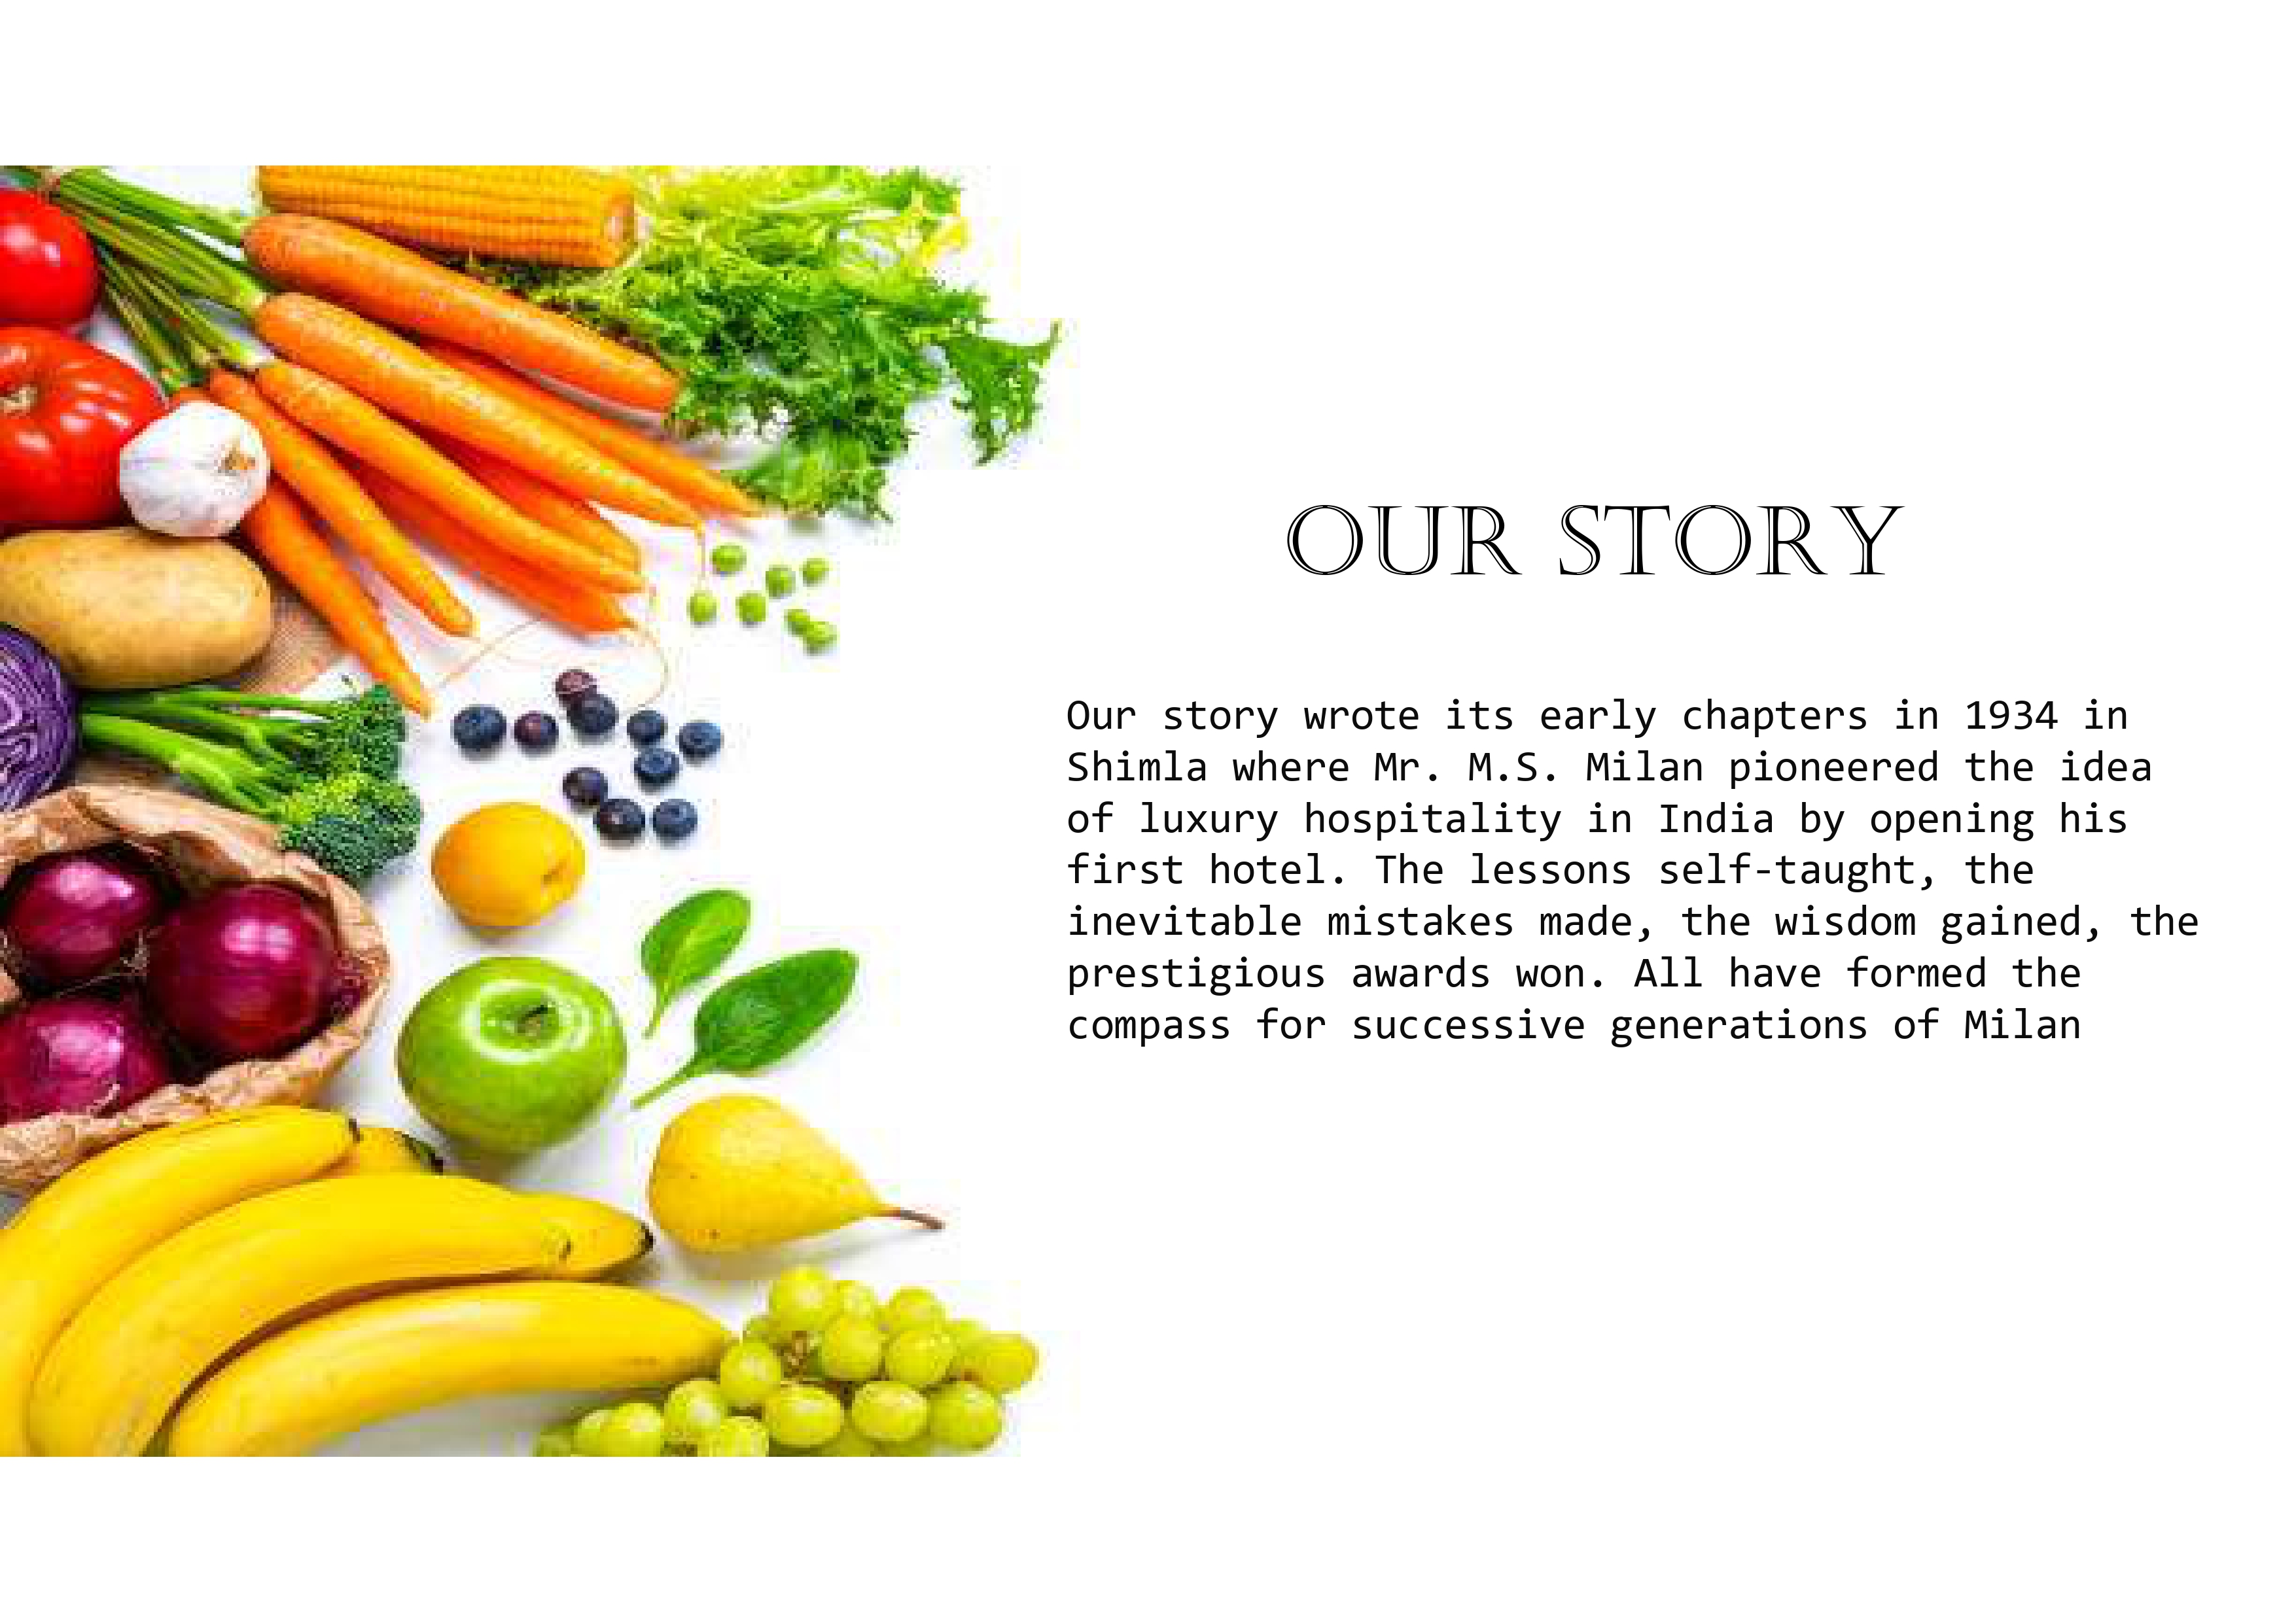 OUR STORY
Our story wrote its early chapters in 1934 in
Shimla where Mr. M.S. Milan pioneered the idea
of luxury hospitality in India by opening his
first hotel. The lessons self-taught, the
inevitable mistakes made, the wisdom gained, the
prestigious awards won. All have formed the
compass for successive generations of Milan